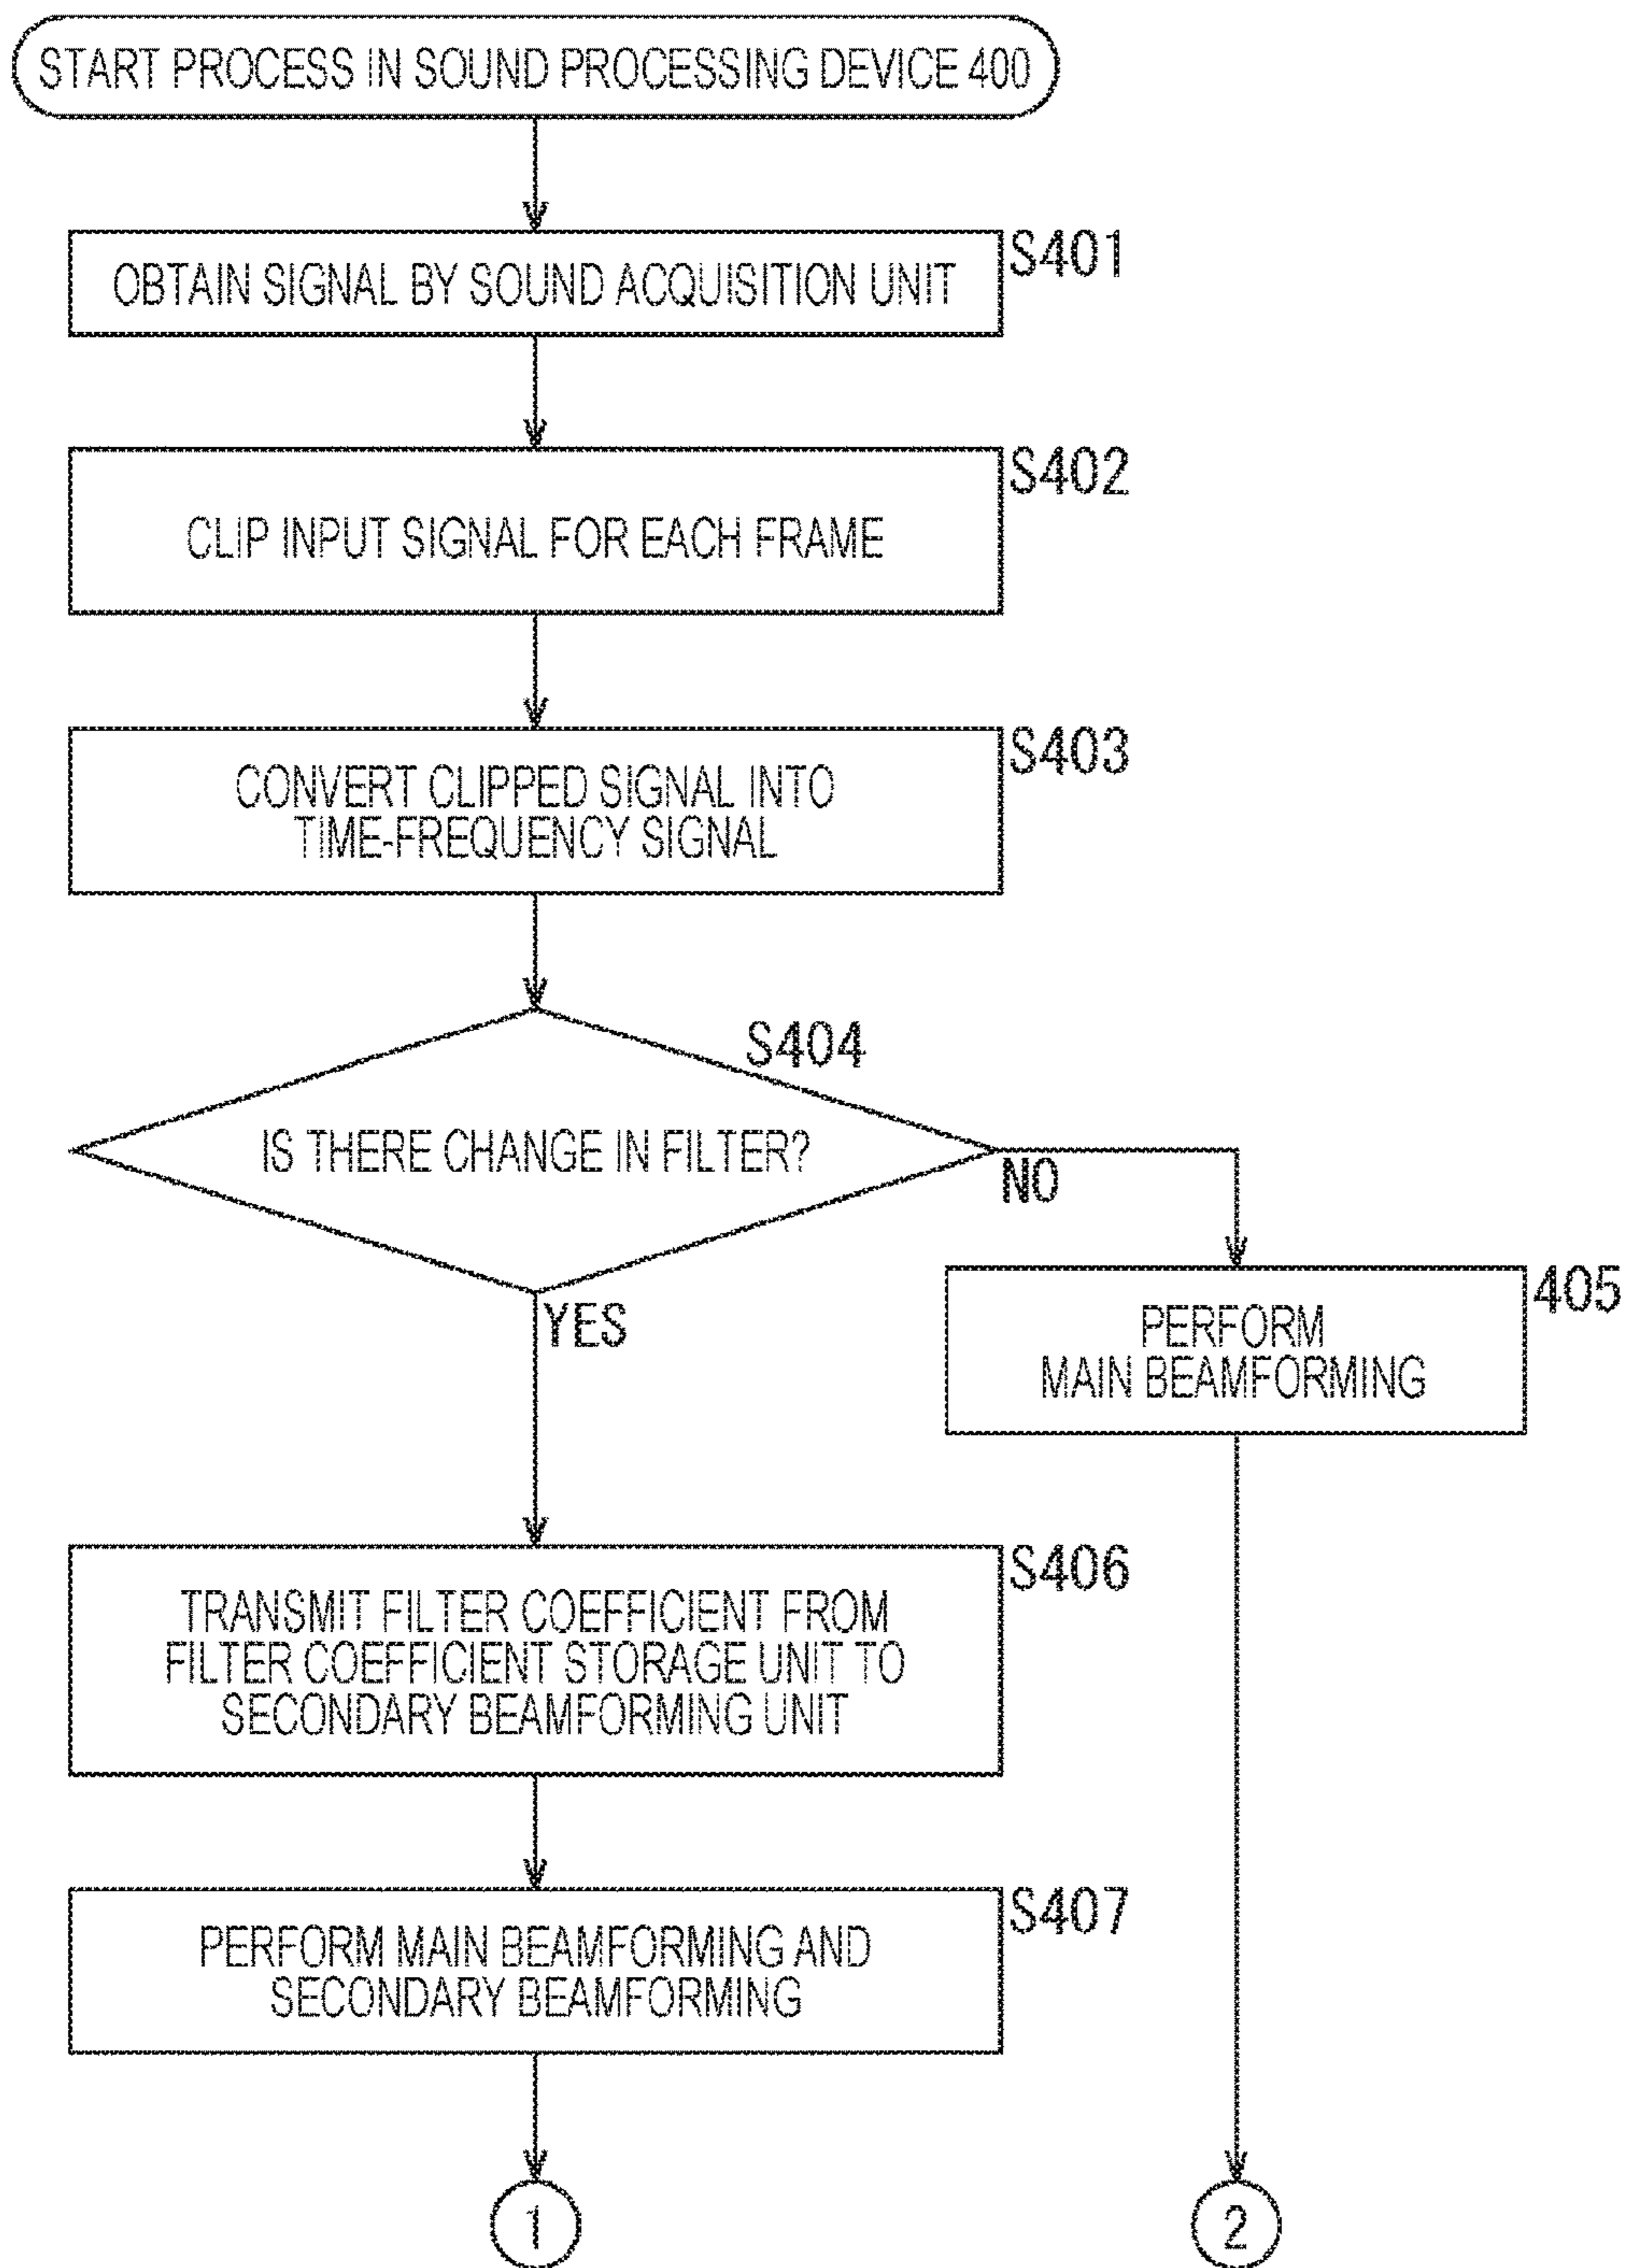 START PROCESS IN SOUND PROCESSING DEVICE 400
S401
OBTAIN SIGNAL BY SOUND ACQUISITION UNIT
S402
CLIP INPUT SIGNAL FOR EACH FRAME
S403
CONVERT CLIPPED SIGNAL INTO
TIME-FREQUENCY SIGNAL
S404
IS THERE CHANGE IN FILTER?
NO
YES
405
PERFORM
MAIN BEAMFORMING
S406
TRANSMIT FILTER COEFFICIENT FROM
FILTER COEFFICIENT STORAGE UNIT TO
SECONDARY BEAMFORMING UNIT
S407
PERFORM MAIN BEAMFORMING AND
SECONDARY BEAMFORMING
1
2